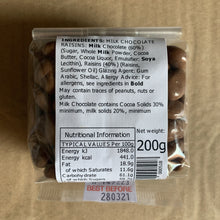 INGREDIENTS: MILK CHOCOLATE
RAISINS: Milk Chocolate (60%)
(Sugar, Whole Milk Powder, Cocoa
Butter, Cocoa Liquor, Emulsifier: Soya
Lecithin), Raisins (40%) (Raisins,
Sunflower Oil) Glazing Agent: Gum
Arabic, Shellac. Allergy Advice: For
allergens, see ingredients in Bold
May contain traces of peanuts, nuts or
gluten.
Milk Chocolate contains Cocoa Solids 30%
minimum, milk solids 20%, minimum
Nutritional Information
TYPICAL VALUES Per 100g
Energy kJ 1848.0
Energy kcal 441.0
Fat 18.9g
of which Saturates 11.6g
Carbohydrate 61.1g
200g
BEST BEFORE
280321